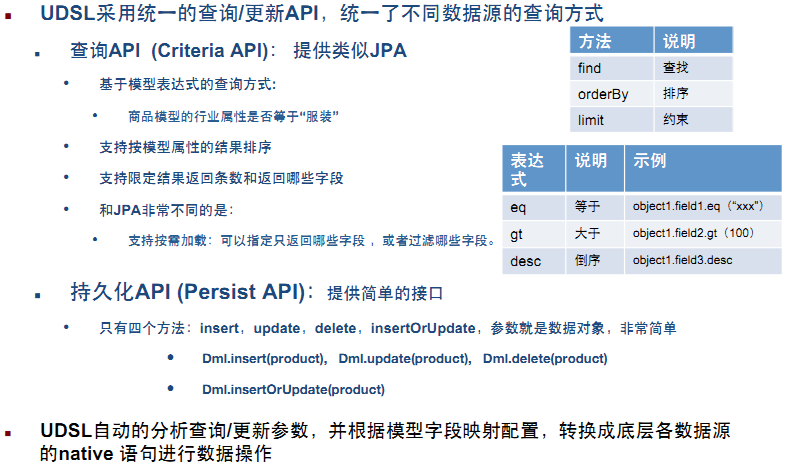 UDSL采用统一的查询/更新API，统一了不同数据源的查询方式
查询API (Criteria API)： 提供类似JPA
基于模型表达式的查询方式：
商品模型的行业属性是否等于“服装”
支持按模型属性的结果排序
支持限定结果返回条数和返回哪些字段
和JPA非常不同的是：
支持按需加载：可以指定只返回哪些字段，或者过滤哪些字段。
方法 说明
find 查找
orderBy 排序
limit 约束
表达
式 说明 示例
eq 等于 object1.field1.eq（“xxx”）
gt 大于 object1.field2.gt（100）
desc 倒序 object1.field3.desc
持久化API (Persist API)： 提供简单的接口
只有四个方法：insert，update，delete，insertOrUpdate，参数就是数据对象，非常简单
Dml.insert(product)， Dml.update(product)， Dml.delete(product)
Dml.insertOrUpdate(product)
UDSL自动的分析查询/更新参数，并根据模型字段映射配置，转换成底层各数据源
的native 语句进行数据操作